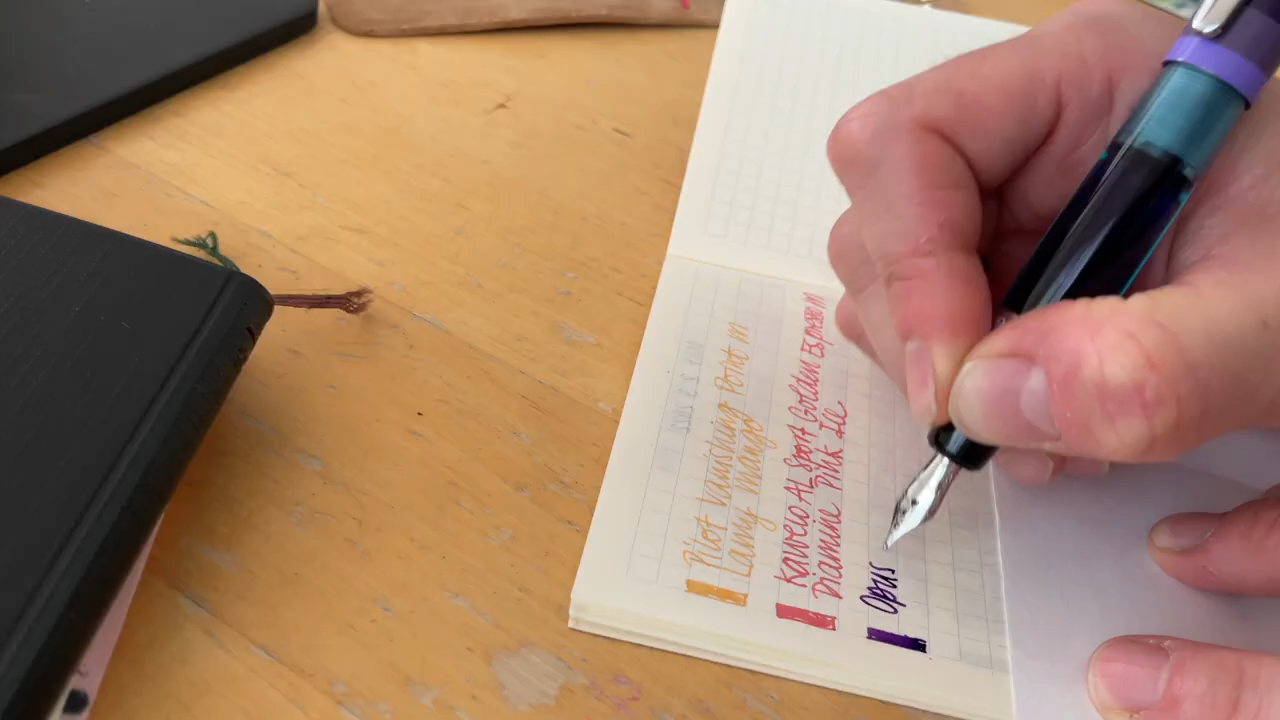 Pilot Vanishing Point M
Lamy mango
Kaweco AL Sport Golden Espresso M
Diamine Pink Ice
Opus